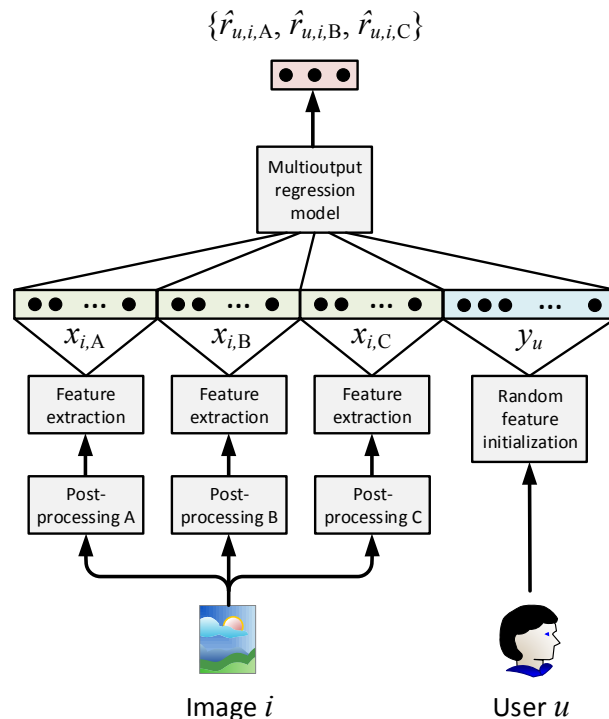 {r̂u,i,A, r̂u,i,B, r̂u,i,C}
Multioutput
regression
model
... ... ... ...
xi,A xi,B xi,C yu
Feature
extraction
Feature
extraction
Feature
extraction
Random
feature
initialization
Post-
processing A
Post-
processing B
Post-
processing C
Image i
User u